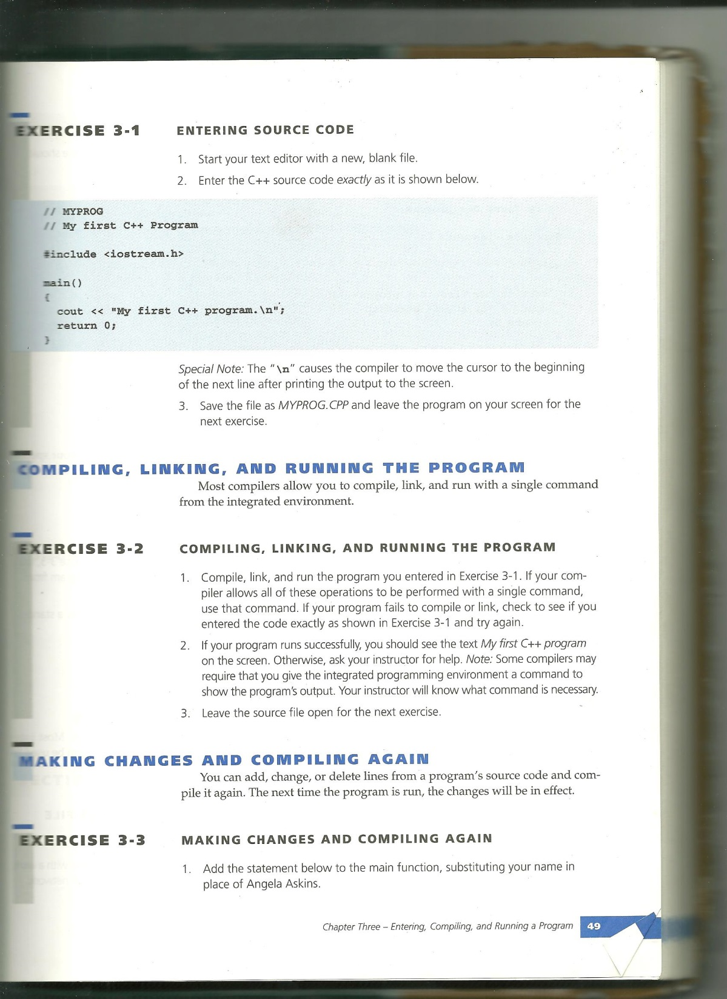 EXERCISE 3-1 ENTERING SOURCE CODE
1. Start your text editor with a new, blank file.
2. Enter the C++ source code exactly as it is shown below.
// MYPROG
// My first C++ Program
#include <iostream.h>
main()
{
cout << "My first C++ program.\n";
return 0;
}
Special Note: The "\n" causes the compiler to move the cursor to the beginning
of the next line after printing the output to the screen.
3. Save the file as MYPROG.CPP and leave the program on your screen for the
next exercise.
COMPILING, LINKING, AND RUNNING THE PROGRAM
Most compilers allow you to compile, link, and run with a single command
from the integrated environment.
EXERCISE 3-2 COMPILING, LINKING, AND RUNNING THE PROGRAM
1. Compile, link, and run the program you entered in Exercise 3-1. If your com-
piler allows all of these operations to be performed with a single command,
use that command. If your program fails to compile or link, check to see if you
entered the code exactly as shown in Exercise 3-1 and try again.
2. If your program runs successfully, you should see the text My first C++ program
on the screen. Otherwise, ask your instructor for help. Note: Some compilers may
require that you give the integrated programming environment a command to
show the program's output. Your instructor will know what command is necessary.
3. Leave the source file open for the next exercise.
MAKING CHANGES AND COMPILING AGAIN
You can add, change, or delete lines from a program's source code and com-
pile it again. The next time the program is run, the changes will be in effect.
EXERCISE 3-3 MAKING CHANGES AND COMPILING AGAIN
1. Add the statement below to the main function, substituting your name in
place of Angela Askins.
Chapter Three – Entering, Compiling, and Running a Program 49